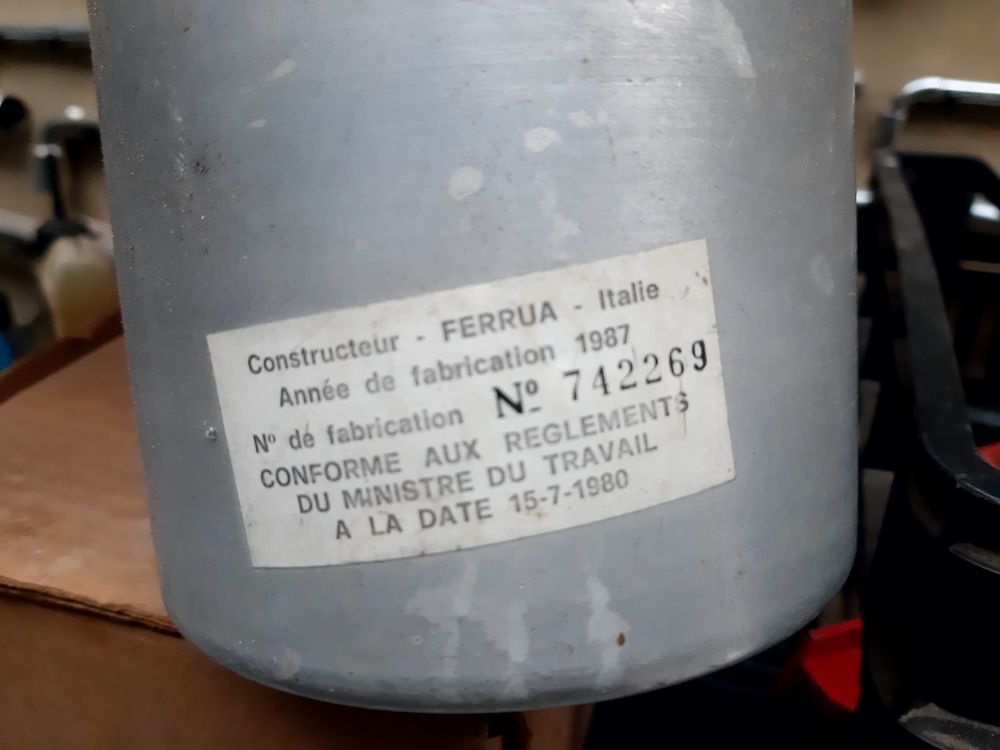 Constructeur - FERRUA - Italie
Année de fabrication 1987
Nº de fabrication Nº 742269
CONFORME AUX REGLEMENTS
DU MINISTRE DU TRAVAIL
A LA DATE 15-7-1980